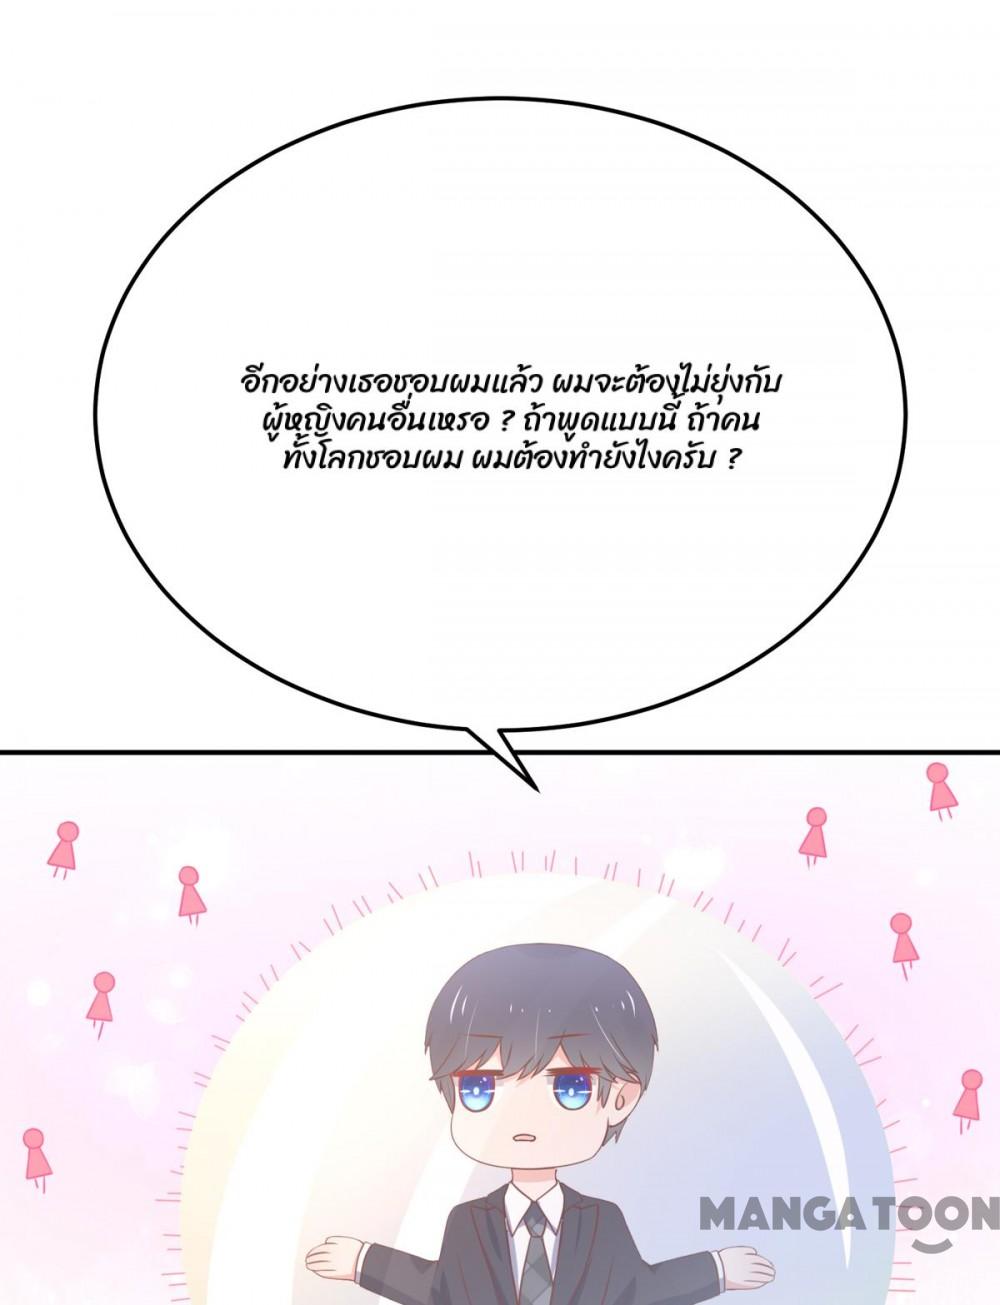 อีกอย่างเธอชอบผมแล้ว ผมจะต้องไม่ยุ่งกับ
ผู้หญิงคนอื่นเหรอ ? ถ้าพูดแบบนี้ ถ้าคน
ทั้งโลกชอบผม ผมต้องทำยังไงครับ ?
MANGATOON